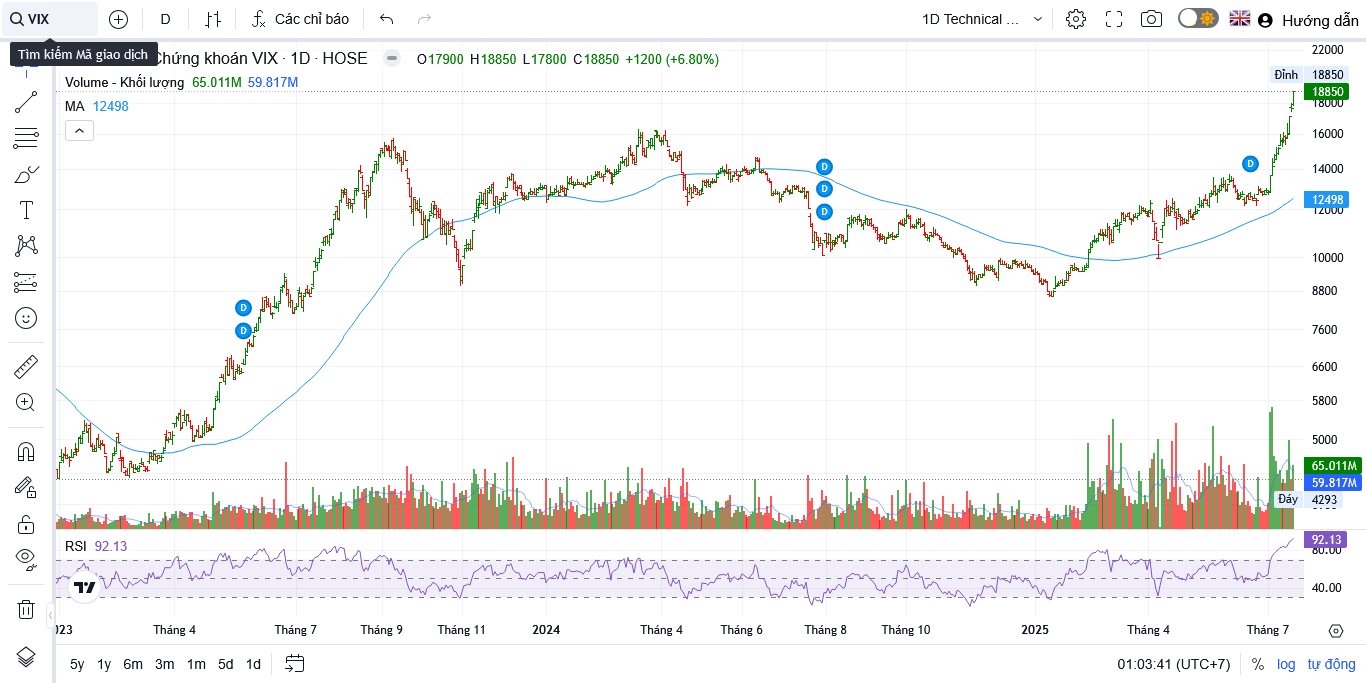 VIX
D
Các chỉ báo
1D Technical ...
Hướng dẫn
Tìm kiếm Mã giao dịch
Chứng khoán VIX · 1D · HOSE
O17900 H18850 L17800 C18850 +1200 (+6.80%)
Volume - Khối lượng 65.011M 59.817M
MA 12498
22000
Đỉnh 18850
18850
18000
16000
14000
12498
12000
10000
8800
7600
6600
5800
5000
65.011M
59.817M
Đáy 4293
D
D
D
D
D
D
T
RSI 92.13
92.13
80.00
40.00
023 Tháng 4 Tháng 7 Tháng 9 Tháng 11 2024 Tháng 4 Tháng 6 Tháng 8 Tháng 10 2025 Tháng 4 Tháng 7
5y 1y 6m 3m 1m 5d 1d
01:03:41 (UTC+7) % log tự động